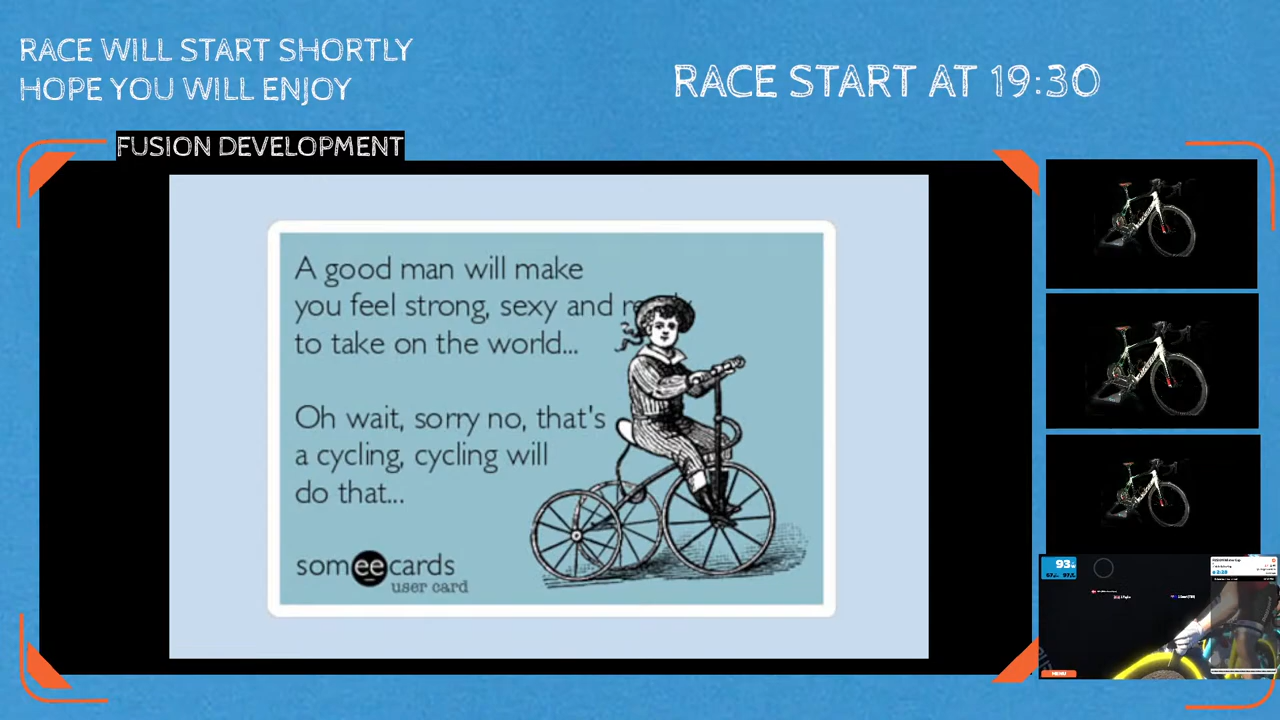 RACE WILL START SHORTLY
HOPE YOU WILL ENJOY
RACE START AT 19:30
FUSION DEVELOPMENT
A good man will make
you feel strong, sexy and
to take on the world...
Oh wait, sorry no, that's
a cycling, cycling will
do that...
someecards
user card
93
MENU